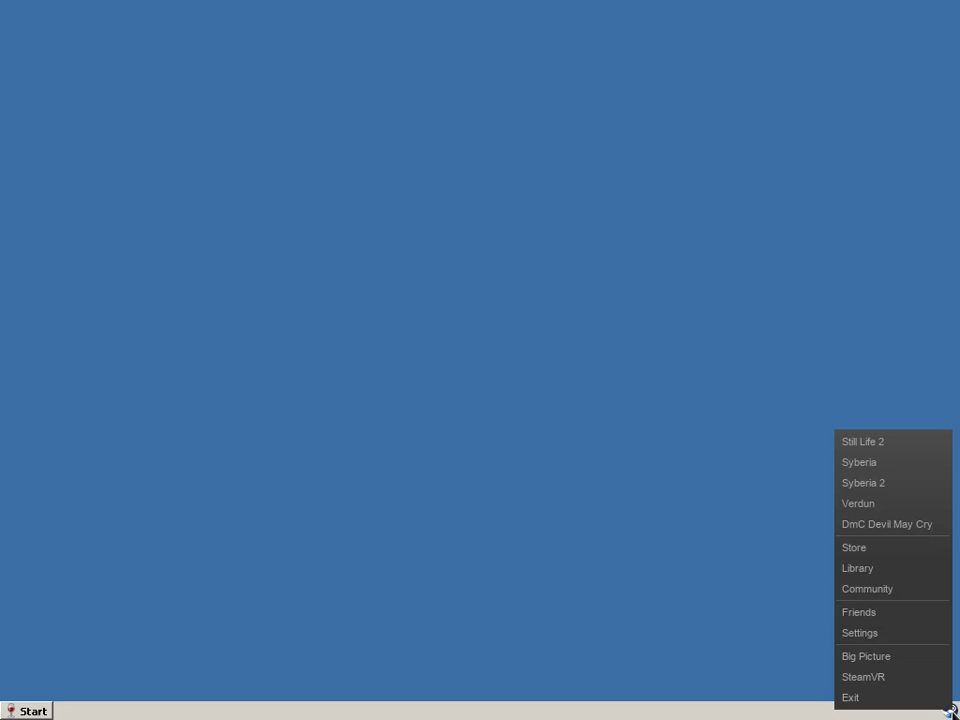 Still Life 2
Syberia
Syberia 2
Verdun
DmC Devil May Cry
Store
Library
Community
Friends
Settings
Big Picture
SteamVR
Exit
Start